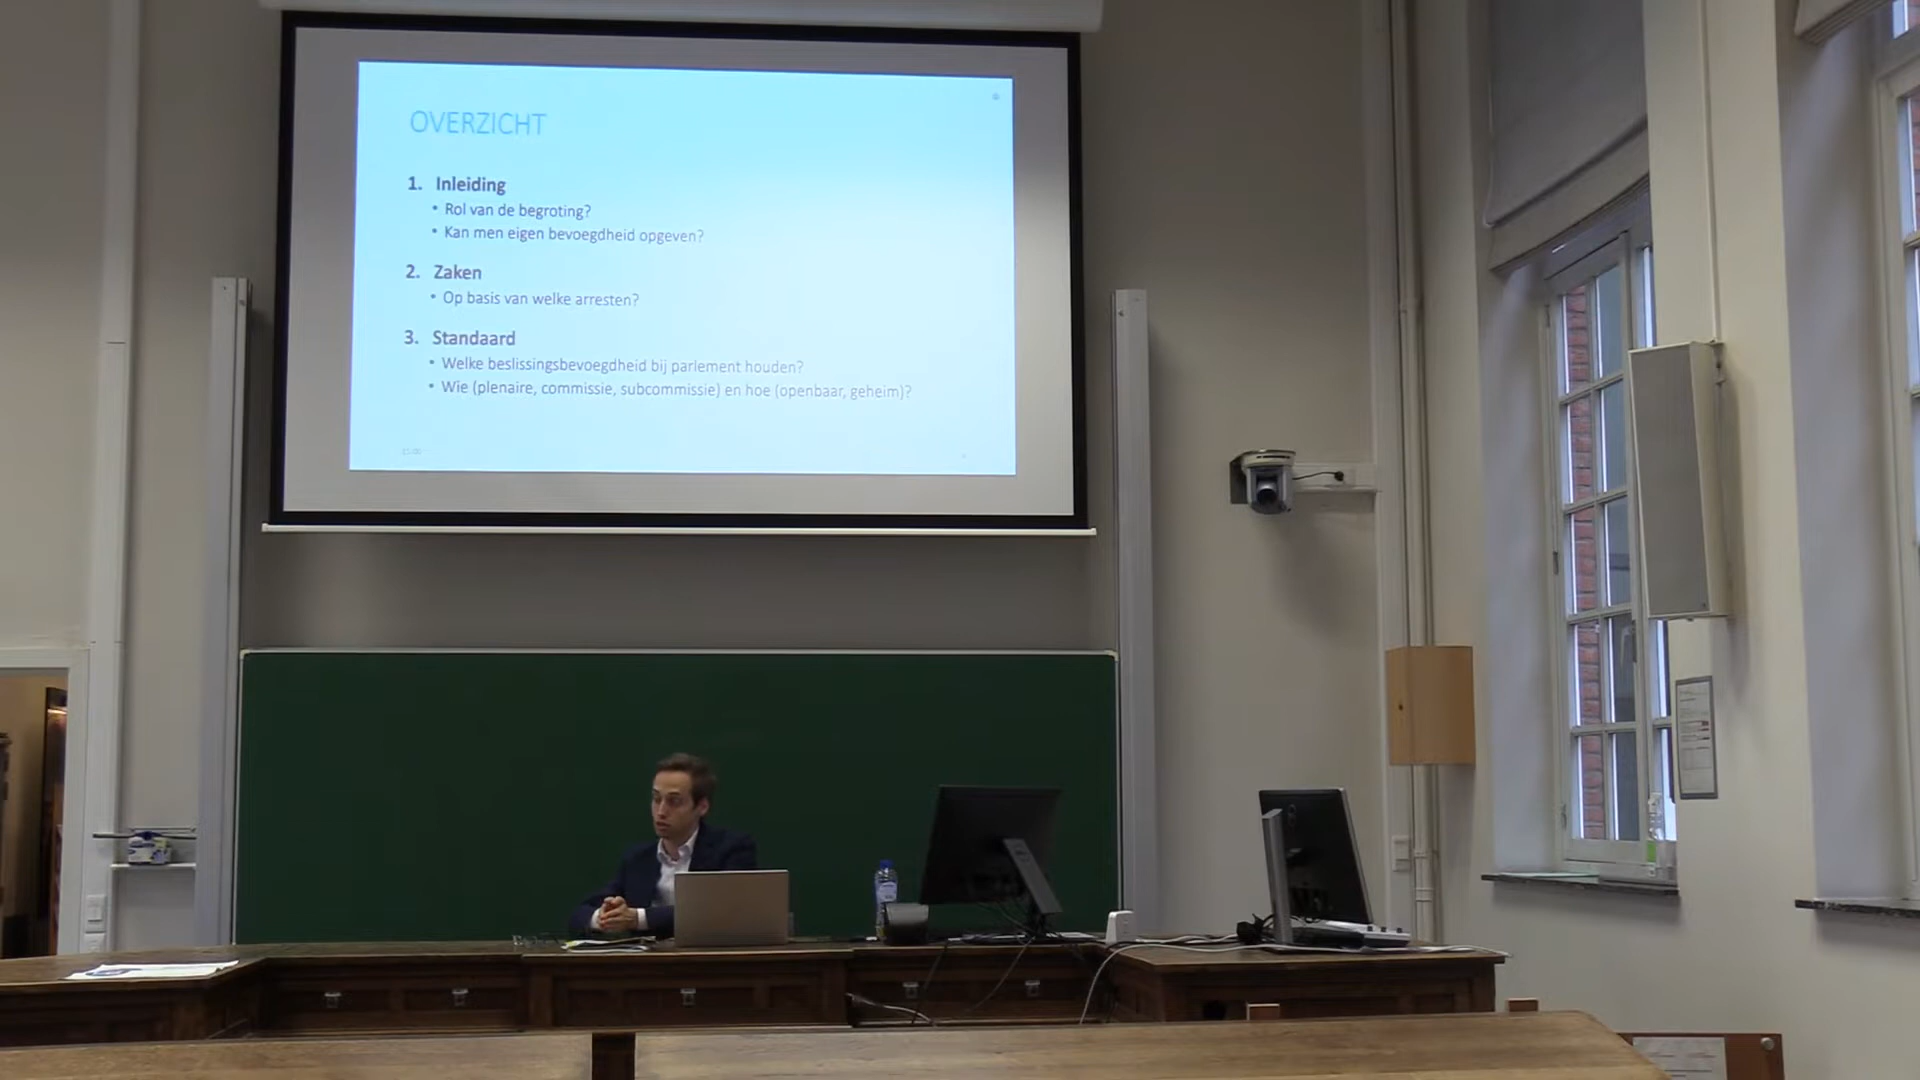 OVERZICHT
1. Inleiding
• Rol van de begroting?
• Kan men eigen bevoegdheid opgeven?
2. Zaken
• Op basis van welke arresten?
3. Standaard
• Welke beslissingsbevoegdheid bij parlement houden?
• Wie (plenaire, commissie, subcommissie) en hoe (openbaar, geheim)?